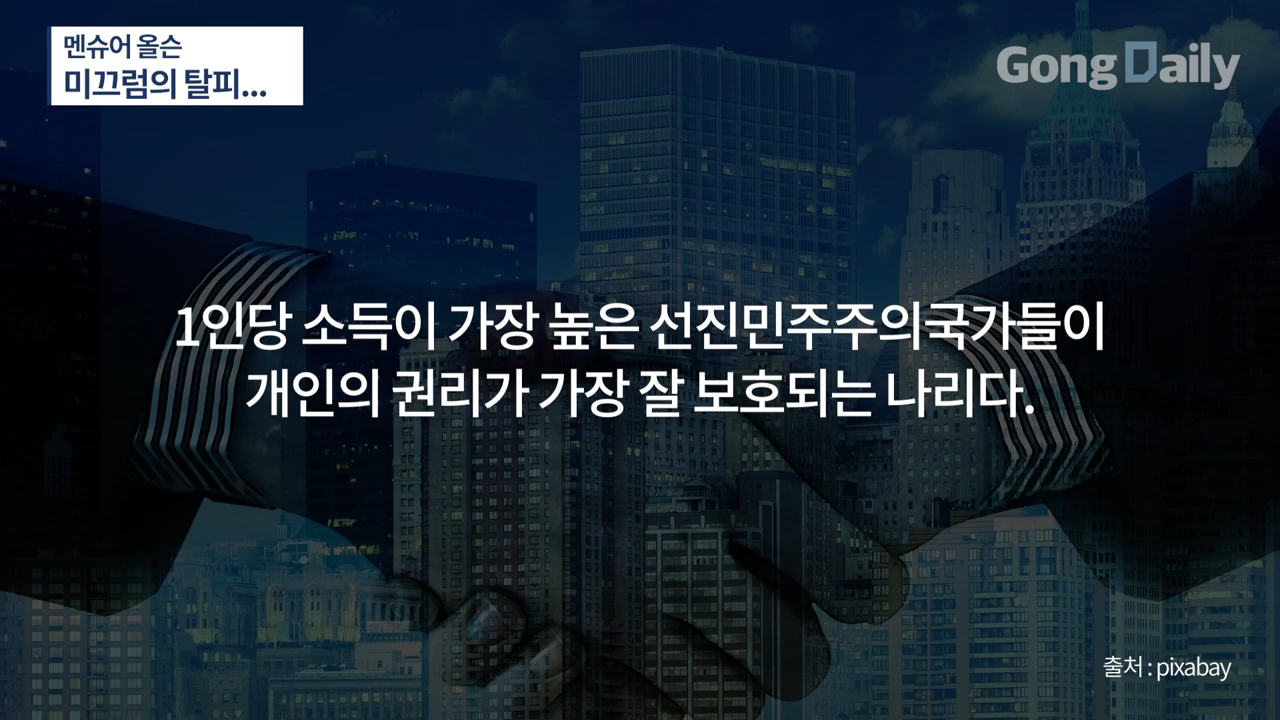 멘슈어 올슨
미끄럼의 탈피...
Gong Daily
1인당 소득이 가장 높은 선진민주주의국가들이
개인의 권리가 가장 잘 보호되는 나리다.
출처 : pixabay